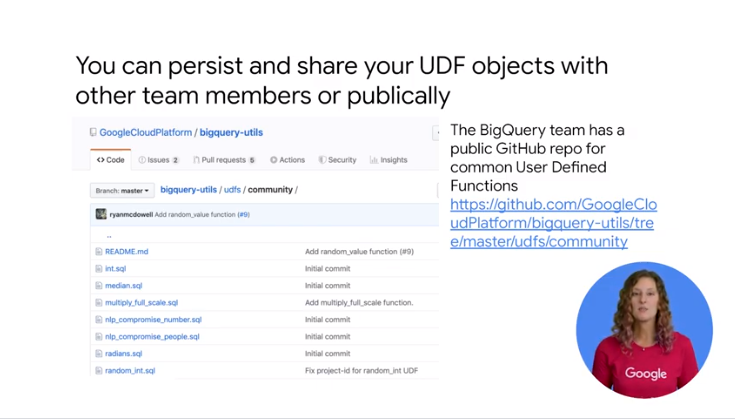 You can persist and share your UDF objects with
other team members or publically
GoogleCloudPlatform / bigquery-utils
Code Issues 2 Pull requests 5 Actions Security Insights
Branch: master bigquery-utils / udfs / community /
ryanmcdowell Add random_value function (#9)
..
README.md Add random_value function (#9)
int.sql Initial commit
median.sql Initial commit
multiply_full_scale.sql Add multiply_full_scale function.
nlp_compromise_number.sql Initial commit
nlp_compromise_people.sql Initial commit
radians.sql Initial commit
random_int.sql Fix project-id for random_int UDF
The BigQuery team has a
public GitHub repo for
common User Defined
Functions
https://github.com/GoogleClo
udPlatform/bigquery-utils/tre
e/master/udfs/community
Google